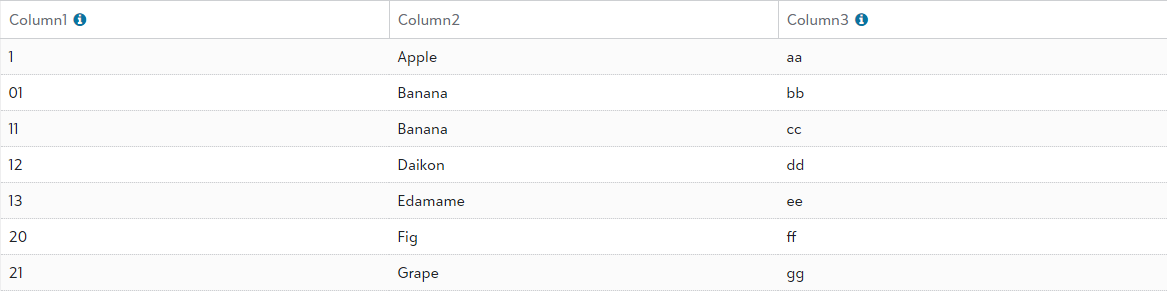 Column1 Column2 Column3
1 Apple aa
01 Banana bb
11 Banana cc
12 Daikon dd
13 Edamame ee
20 Fig ff
21 Grape gg